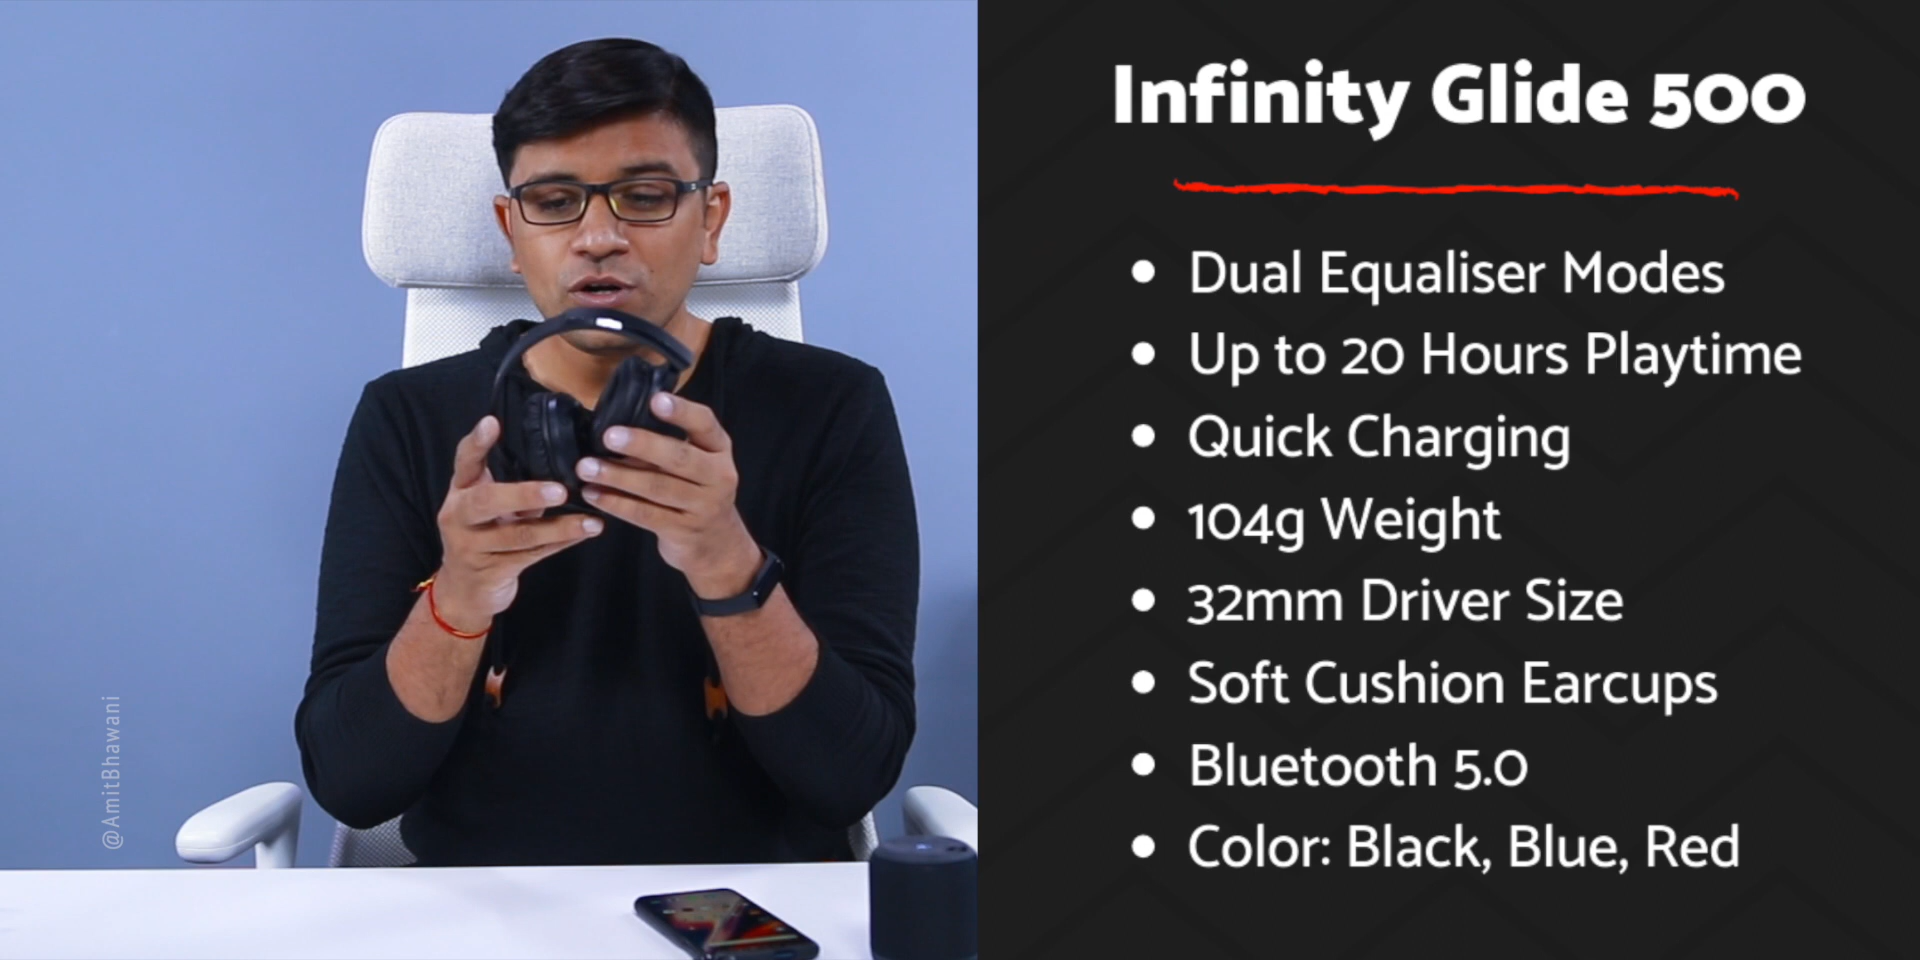 Infinity Glide 500
• Dual Equaliser Modes
• Up to 20 Hours Playtime
• Quick Charging
• 104g Weight
• 32mm Driver Size
• Soft Cushion Earcups
• Bluetooth 5.0
• Color: Black, Blue, Red
@AmitBhawani